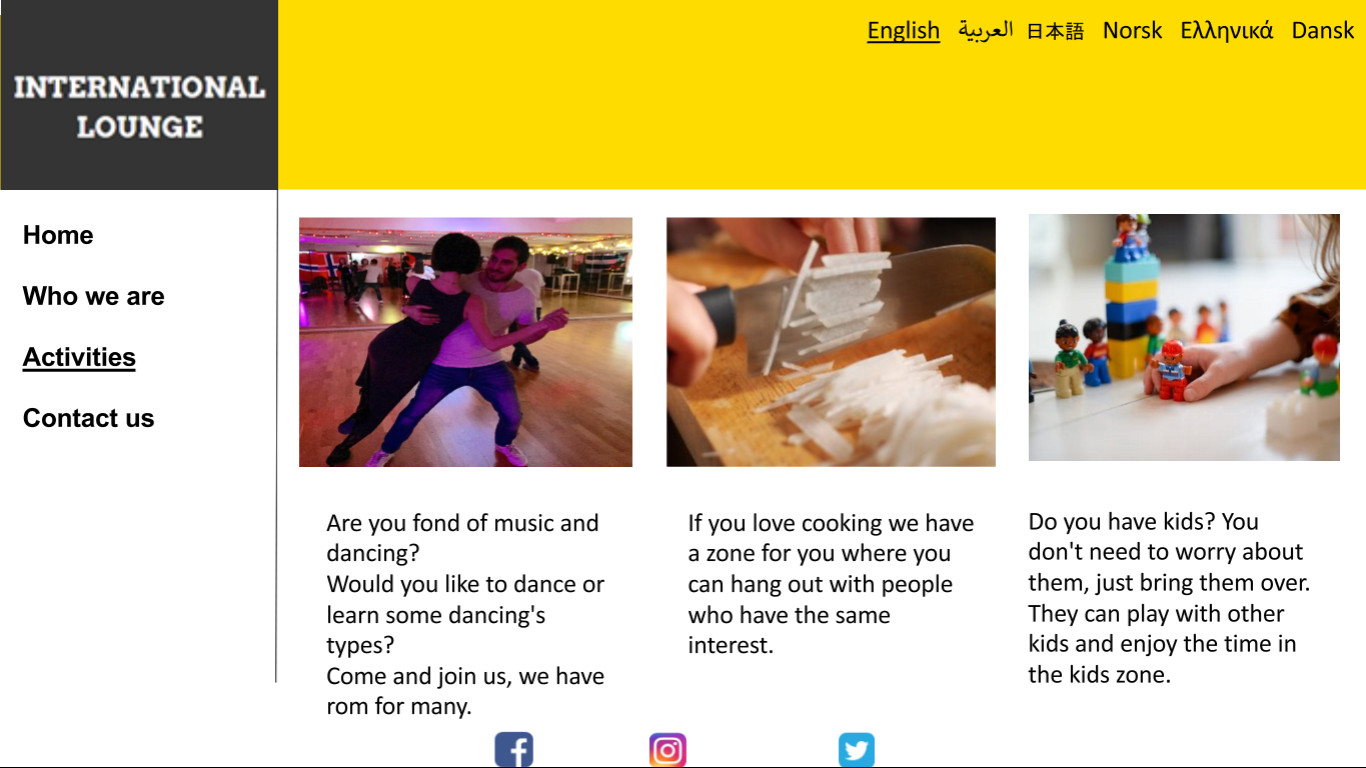 INTERNATIONAL
LOUNGE
English العربية 日本語 Norsk Ελληνικά Dansk
Home
Who we are
Activities
Contact us
Are you fond of music and
dancing?
Would you like to dance or
learn some dancing's
types?
Come and join us, we have
rom for many.
If you love cooking we have
a zone for you where you
can hang out with people
who have the same
interest.
Do you have kids? You
don't need to worry about
them, just bring them over.
They can play with other
kids and enjoy the time in
the kids zone.